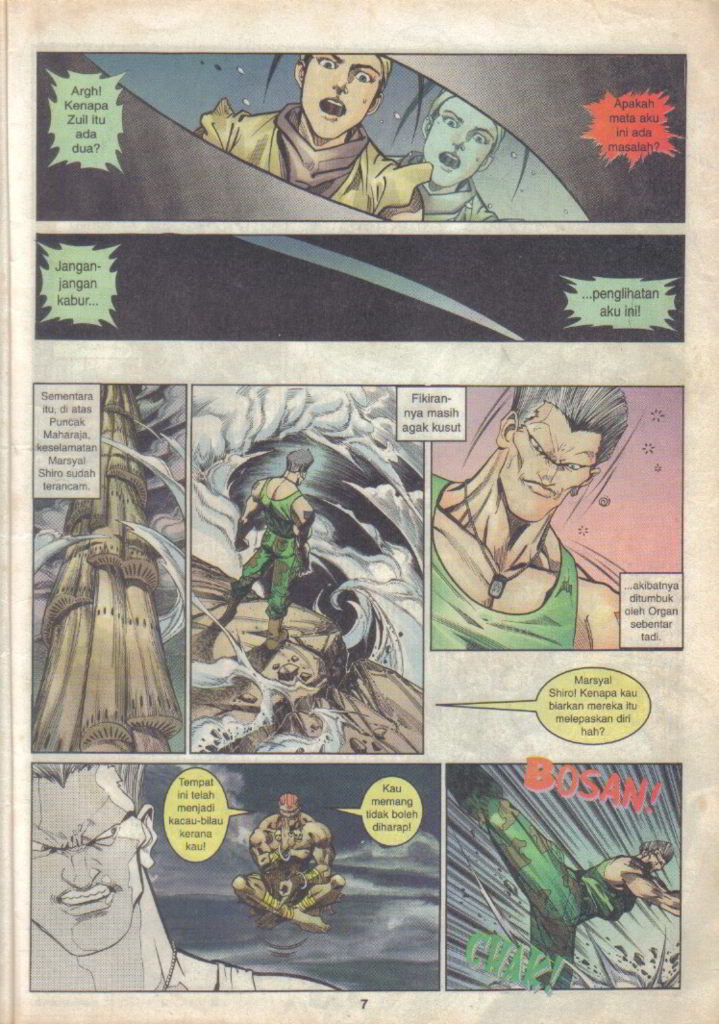 Argh!
Kenapa
Zuil itu
ada
dua?
Apakah
mata aku
ini ada
masalah?
Jangan-
jangan
kabur...
...penglihatan
aku ini!
Sementara
itu, di atas
Puncak
Maharaja,
keselamatan
Marsyal
Shiro sudah
terancam.
Fikiran-
nya masih
agak kusut
...akibatnya
ditumbuk
oleh Organ
sebentar
tadi.
Marsyal
Shiro! Kenapa kau
biarkan mereka itu
melepaskan diri
hah?
Tempat
ini telah
menjadi
kacau-bilau
kerana
kau!
Kau
memang
tidak boleh
diharap!
BOSAN!
CHAK!
7